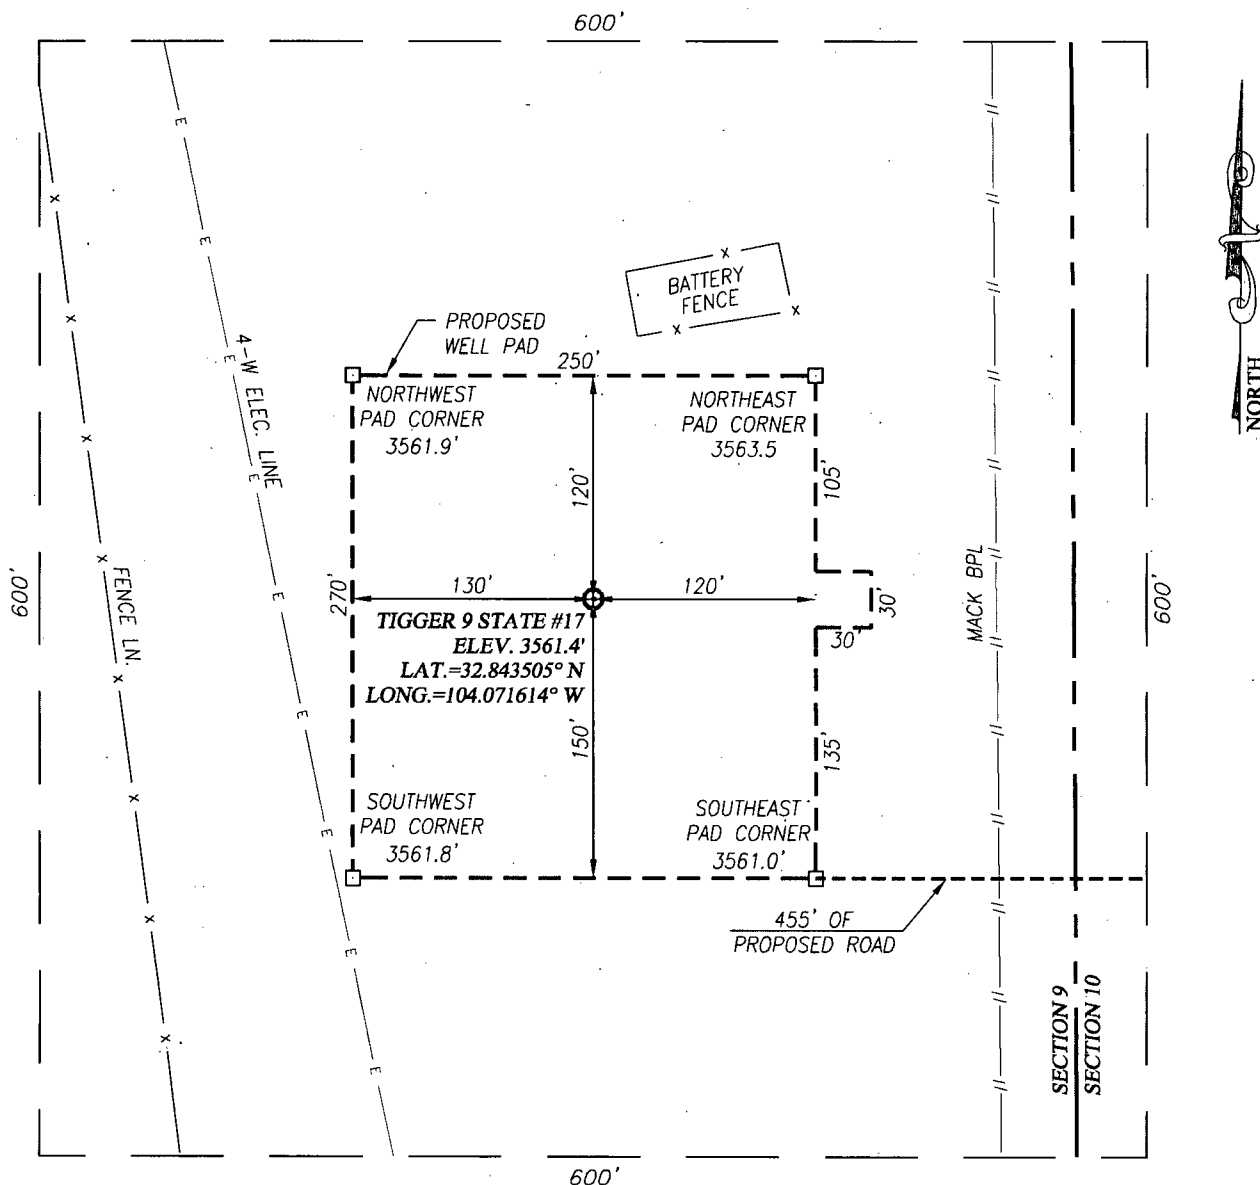 600'
NORTH
BATTERY
FENCE
PROPOSED
WELL PAD
250'
4-W ELEC. LINE
NORTHWEST
PAD CORNER
3561.9'
NORTHEAST
PAD CORNER
3563.5
120'
105'
FENCE LN.
600'
270'
130'
120'
30'
30'
MACK BPL
600'
TIGGER 9 STATE #17
ELEV. 3561.4'
LAT.=32.843505° N
LONG.=104.071614° W
150'
135'
SOUTHWEST
PAD CORNER
3561.8'
SOUTHEAST
PAD CORNER
3561.0'
455' OF
PROPOSED ROAD
SECTION 9
SECTION 10
600'